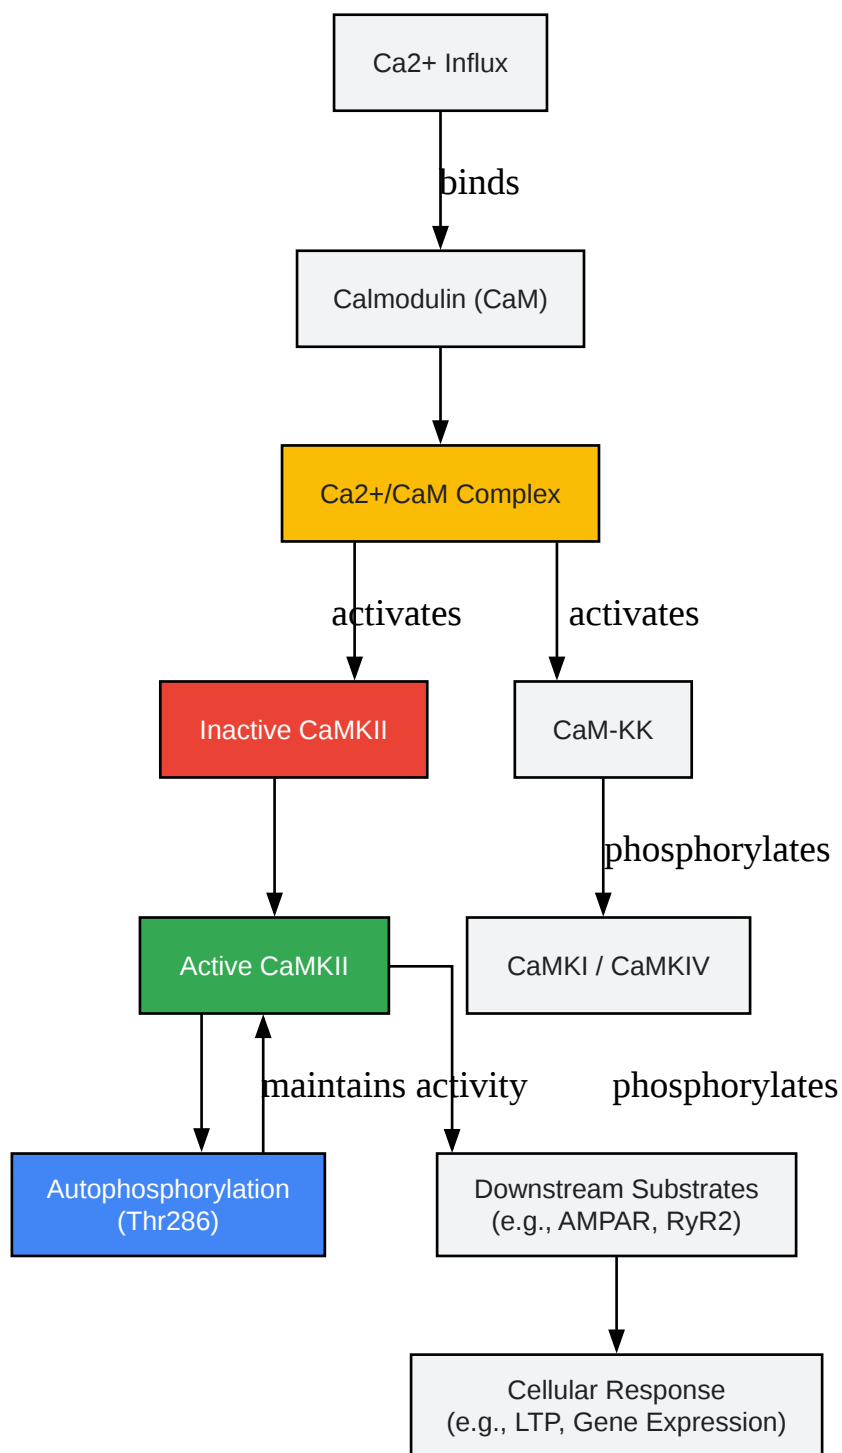 Ca2+ Influx
binds
Calmodulin (CaM)
Ca2+/CaM Complex
activates
activates
Inactive CaMKII
CaM-KK
phosphorylates
Active CaMKII
CaMKI / CaMKIV
maintains activity
phosphorylates
Autophosphorylation
(Thr286)
Downstream Substrates
(e.g., AMPAR, RyR2)
Cellular Response
(e.g., LTP, Gene Expression)